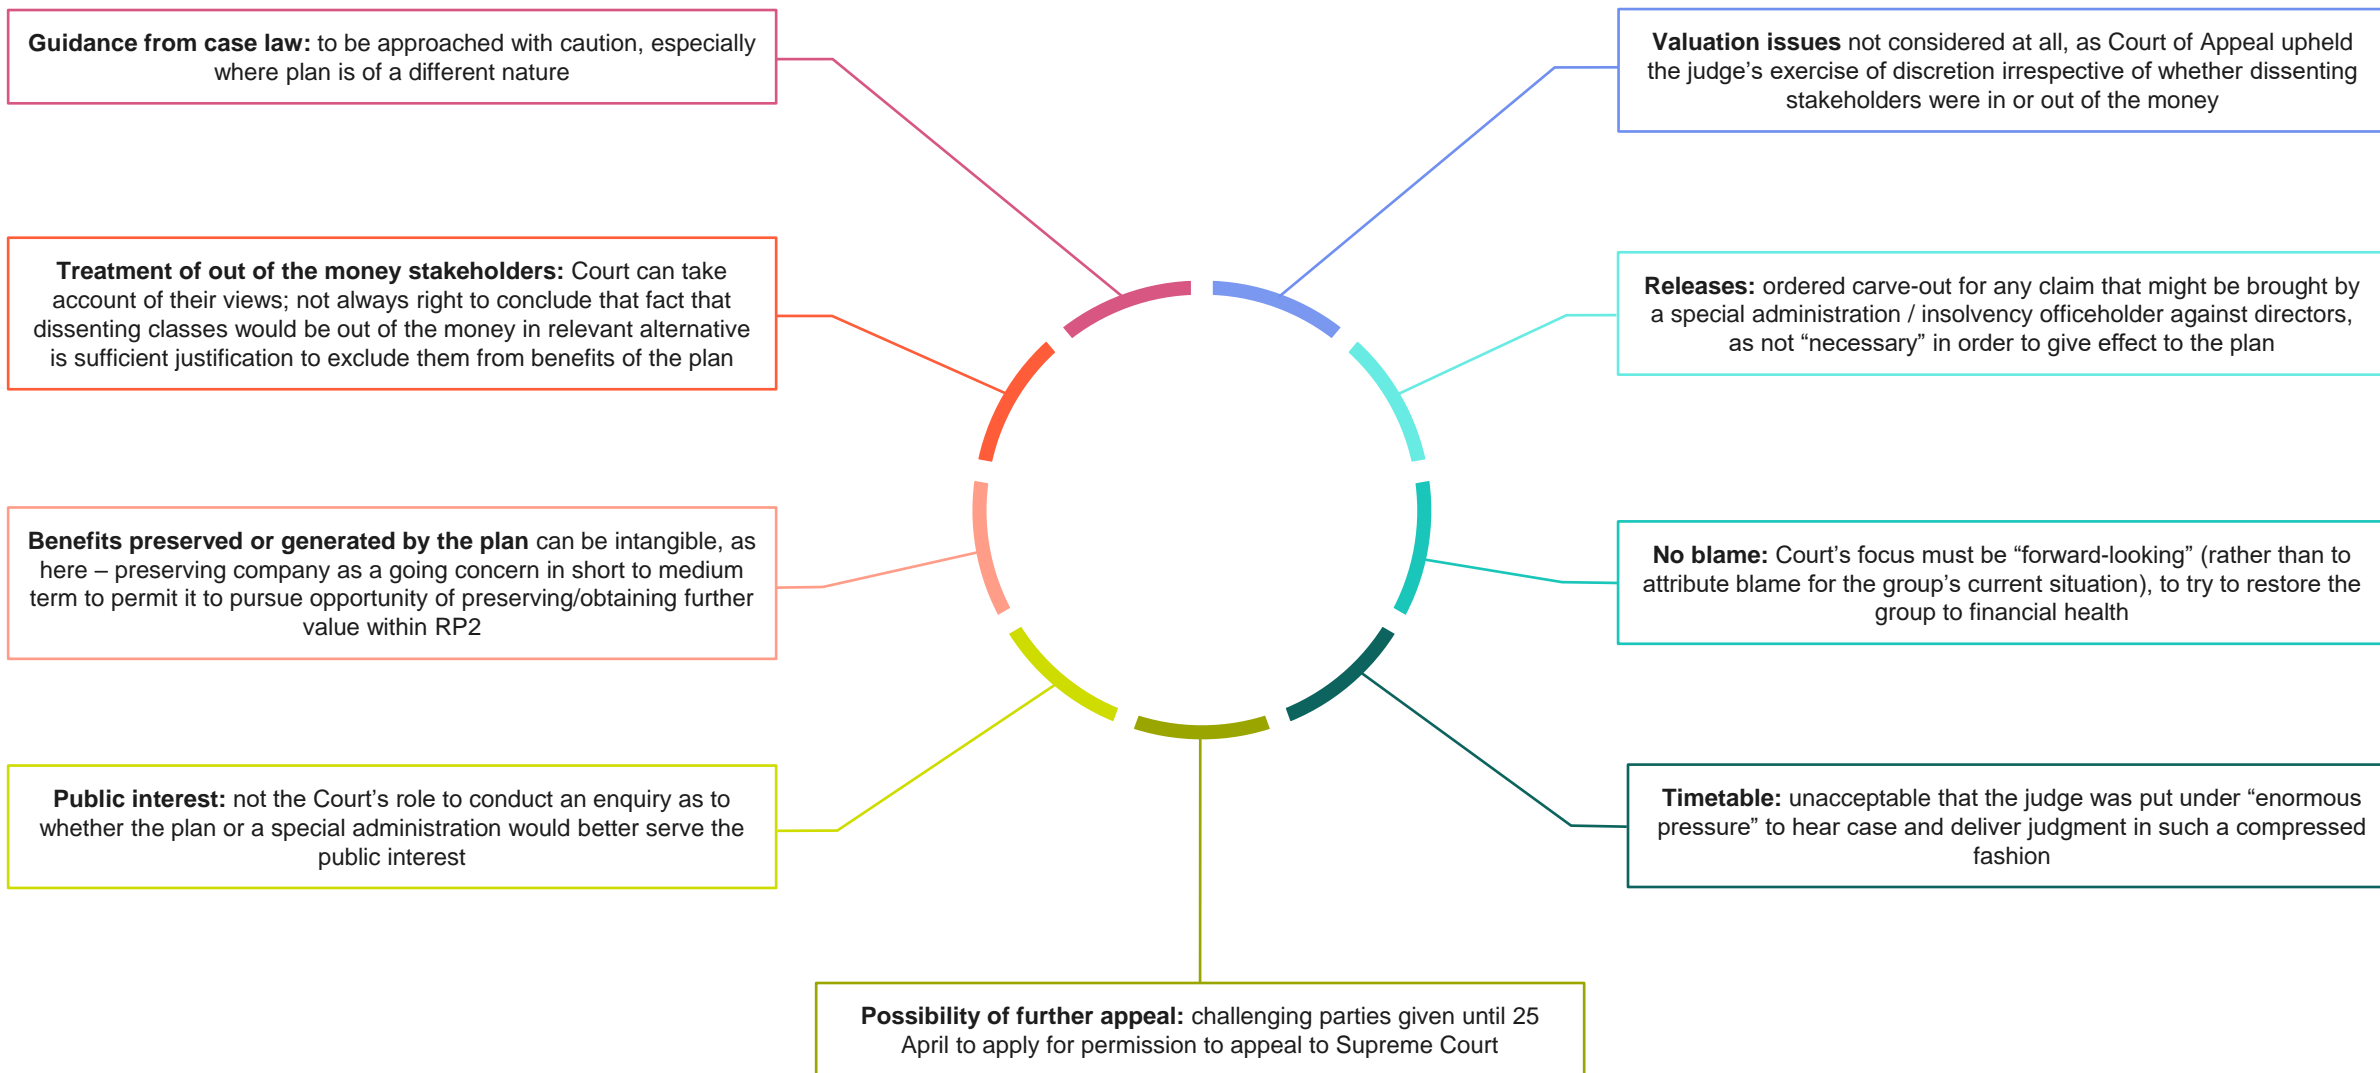 Guidance from case law: to be approached with caution, especially
where plan is of a different nature
Treatment of out of the money stakeholders: Court can take
account of their views; not always right to conclude that fact that
dissenting classes would be out of the money in relevant alternative
is sufficient justification to exclude them from benefits of the plan
Benefits preserved or generated by the plan can be intangible, as
here – preserving company as a going concern in short to medium
term to permit it to pursue opportunity of preserving/obtaining further
value within RP2
Public interest: not the Court’s role to conduct an enquiry as to
whether the plan or a special administration would better serve the
public interest
Possibility of further appeal: challenging parties given until 25
April to apply for permission to appeal to Supreme Court
Valuation issues not considered at all, as Court of Appeal upheld
the judge’s exercise of discretion irrespective of whether dissenting
stakeholders were in or out of the money
Releases: ordered carve-out for any claim that might be brought by
a special administration / insolvency officeholder against directors,
as not “necessary” in order to give effect to the plan
No blame: Court’s focus must be “forward-looking” (rather than to
attribute blame for the group’s current situation), to try to restore the
group to financial health
Timetable: unacceptable that the judge was put under “enormous
pressure” to hear case and deliver judgment in such a compressed
fashion